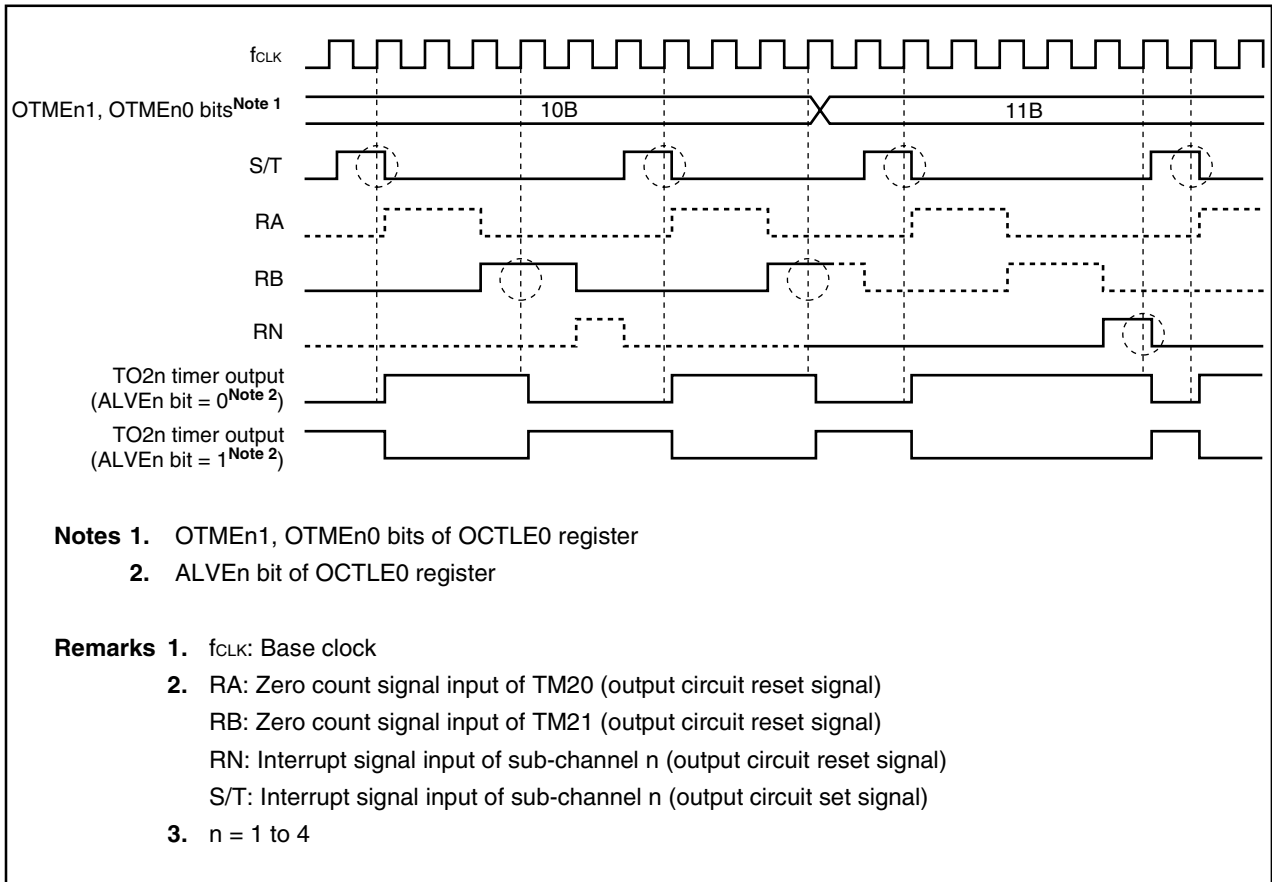 fCLK
OTMEn1, OTMEn0 bitsNote 1
10B
11B
S/T
RA
RB
RN
TO2n timer output
(ALVEn bit = 0Note 2)
TO2n timer output
(ALVEn bit = 1Note 2)
Notes 1. OTMEn1, OTMEn0 bits of OCTLE0 register
2. ALVEn bit of OCTLE0 register
Remarks 1. fCLK: Base clock
2. RA: Zero count signal input of TM20 (output circuit reset signal)
RB: Zero count signal input of TM21 (output circuit reset signal)
RN: Interrupt signal input of sub-channel n (output circuit reset signal)
S/T: Interrupt signal input of sub-channel n (output circuit set signal)
3. n = 1 to 4